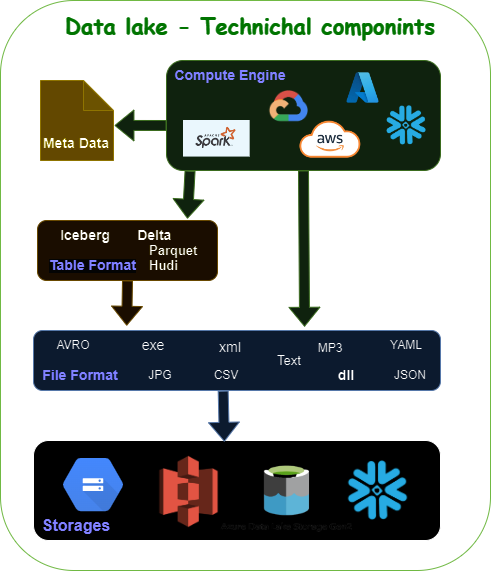 Data lake - Technichal componints
Compute Engine
Meta Data
APACHE
Spark
aws
Iceberg Delta
Parquet
Table Format Hudi
AVRO exe xml MP3 YAML
Text
File Format JPG CSV dll JSON
Storages
Azure Data Lake Storage Gen2